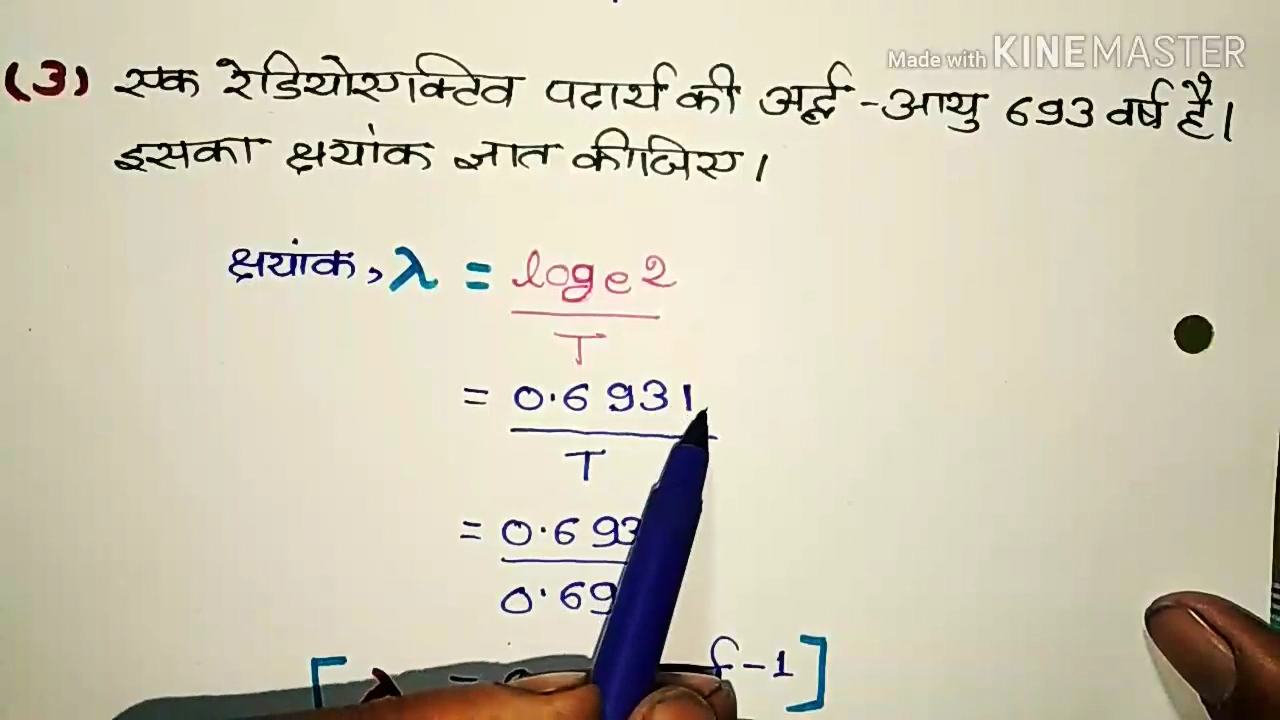 Made with KINEMASTER
(3) एक रेडियोएक्टिव पदार्थ की अर्द्ध-आयु 693 वर्ष है।
इसका क्षयांक ज्ञात कीजिए।
क्षयांक, λ = loge2
T
= 0.6931
T
= 0.693
0.69
[ λ = -1 ]